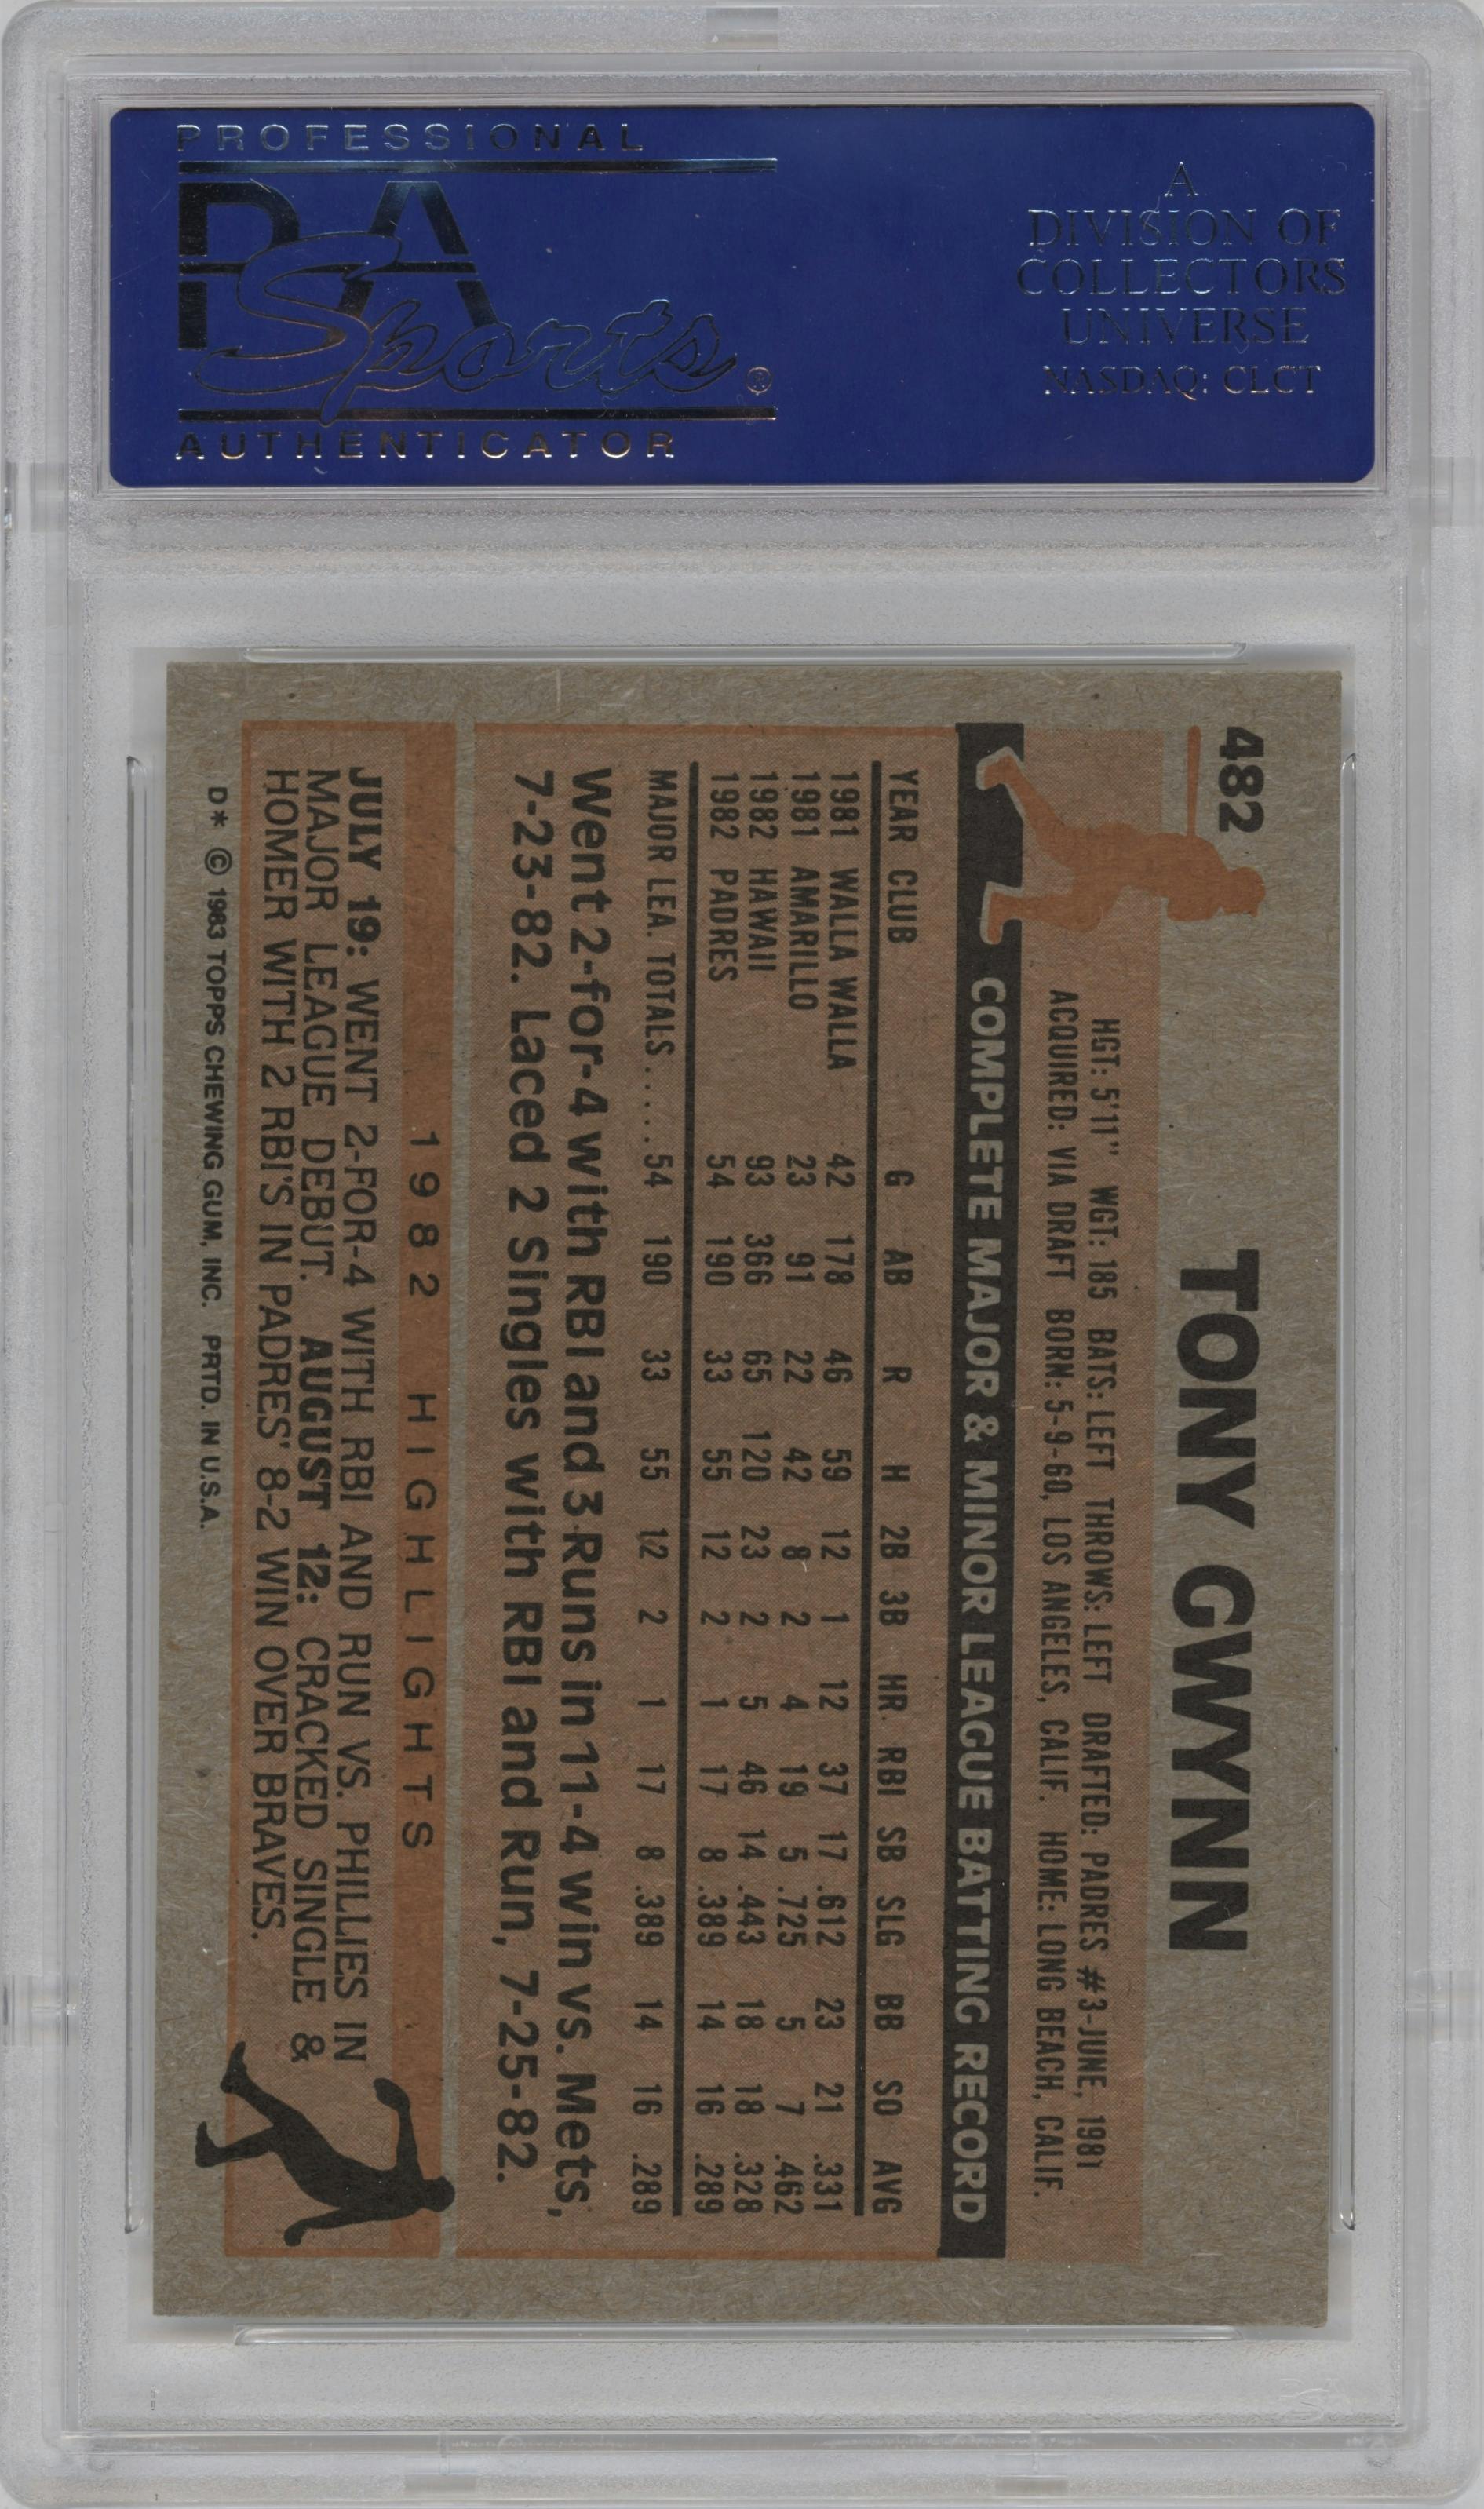 PROFESSIONAL
PSA
Sports®
AUTHENTICATOR
A
DIVISION OF
COLLECTORS
UNIVERSE
NASDAQ: CLCT
482
TONY GWYNN
HGT: 5'11" WGT: 185 BATS: LEFT THROWS: LEFT DRAFTED: PADRES #3-JUNE, 1981
ACQUIRED: VIA DRAFT BORN: 5-9-60, LOS ANGELES, CALIF. HOME: LONG BEACH, CALIF.
COMPLETE MAJOR & MINOR LEAGUE BATTING RECORD
YEAR CLUB G AB R H 2B 3B HR. RBI SB SLG BB SO AVG
1981 WALLA WALLA 42 178 46 59 12 1 12 37 17 .612 23 21 .331
1981 AMARILLO 23 91 22 42 8 2 4 19 5 .725 5 7 .462
1982 HAWAII 93 366 65 120 23 2 5 46 14 .443 18 18 .328
1982 PADRES 54 190 33 55 12 2 1 17 8 .389 14 16 .289
MAJOR LEA. TOTALS..... 54 190 33 55 12 2 1 17 8 .389 14 16 .289
Went 2-for-4 with RBI and 3 Runs in 11-4 win vs. Mets,
7-23-82. Laced 2 Singles with RBI and Run, 7-25-82.
1982 HIGHLIGHTS
JULY 19: WENT 2-FOR-4 WITH RBI AND RUN VS. PHILLIES IN
MAJOR LEAGUE DEBUT. AUGUST 12: CRACKED SINGLE &
HOMER WITH 2 RBI'S IN PADRES' 8-2 WIN OVER BRAVES.
D* © 1983 TOPPS CHEWING GUM, INC. PRTD. IN U.S.A.